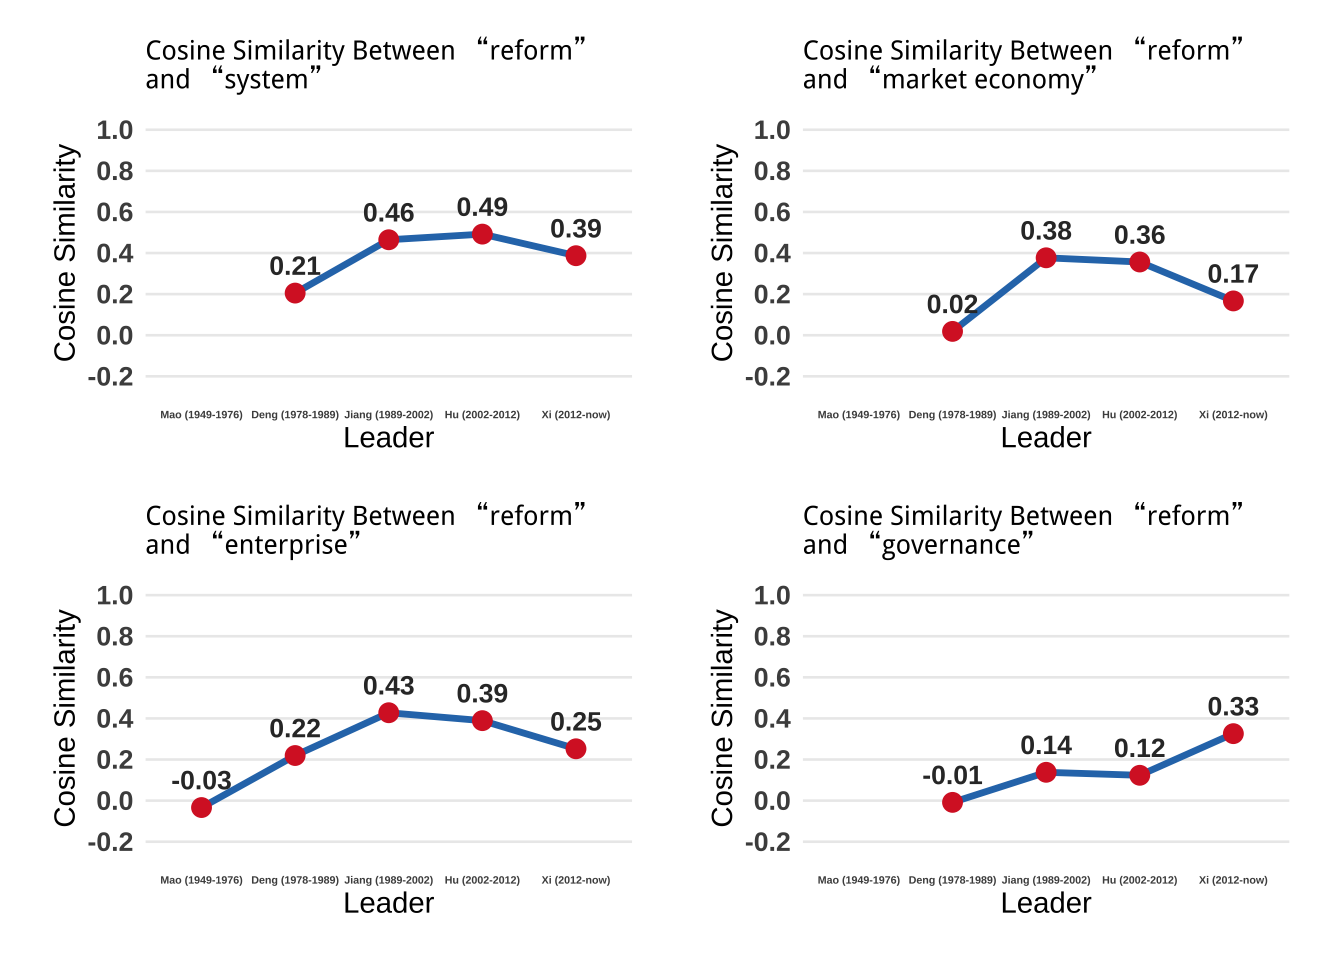 Cosine Similarity Between “reform”
and “system”
Cosine Similarity
1.0
0.8
0.6
0.4
0.2
0.0
-0.2
0.21
0.46
0.49
0.39
Mao (1949-1976) Deng (1978-1989) Jiang (1989-2002) Hu (2002-2012) Xi (2012-now)
Leader
Cosine Similarity Between “reform”
and “market economy”
Cosine Similarity
1.0
0.8
0.6
0.4
0.2
0.0
-0.2
0.02
0.38
0.36
0.17
Mao (1949-1976) Deng (1978-1989) Jiang (1989-2002) Hu (2002-2012) Xi (2012-now)
Leader
Cosine Similarity Between “reform”
and “enterprise”
Cosine Similarity
1.0
0.8
0.6
0.4
0.2
0.0
-0.2
-0.03
0.22
0.43
0.39
0.25
Mao (1949-1976) Deng (1978-1989) Jiang (1989-2002) Hu (2002-2012) Xi (2012-now)
Leader
Cosine Similarity Between “reform”
and “governance”
Cosine Similarity
1.0
0.8
0.6
0.4
0.2
0.0
-0.2
-0.01
0.14
0.12
0.33
Mao (1949-1976) Deng (1978-1989) Jiang (1989-2002) Hu (2002-2012) Xi (2012-now)
Leader